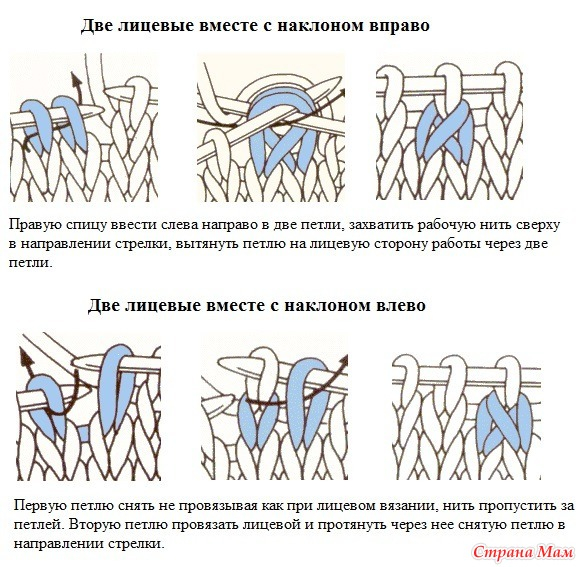 Две лицевые вместе с наклоном вправо
Правую спицу ввести слева направо в две петли, захватить рабочую нить сверху
в направлении стрелки, вытянуть петлю на лицевую сторону работы через две
петли.
Две лицевые вместе с наклоном влево
Первую петлю снять не провязывая как при лицевом вязании, нить пропустить за
петлей. Вторую петлю провязать лицевой и протянуть через нее снятую петлю в
направлении стрелки.
Страна Мам